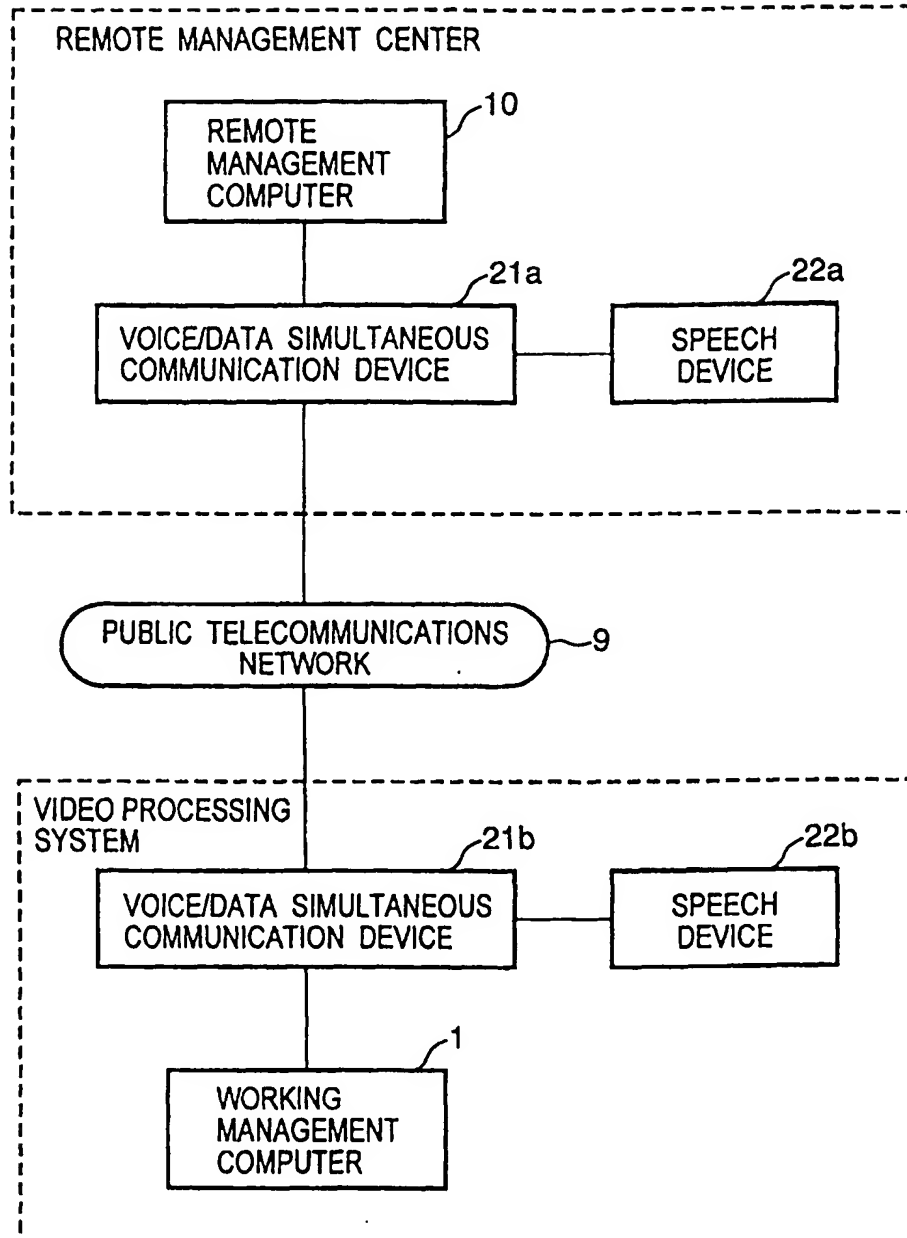 REMOTE MANAGEMENT CENTER
10
REMOTE
MANAGEMENT
COMPUTER
21a
22a
VOICE/DATA SIMULTANEOUS
COMMUNICATION DEVICE
SPEECH
DEVICE
PUBLIC TELECOMMUNICATIONS
NETWORK
9
VIDEO PROCESSING
SYSTEM
21b
22b
VOICE/DATA SIMULTANEOUS
COMMUNICATION DEVICE
SPEECH
DEVICE
1
WORKING
MANAGEMENT
COMPUTER